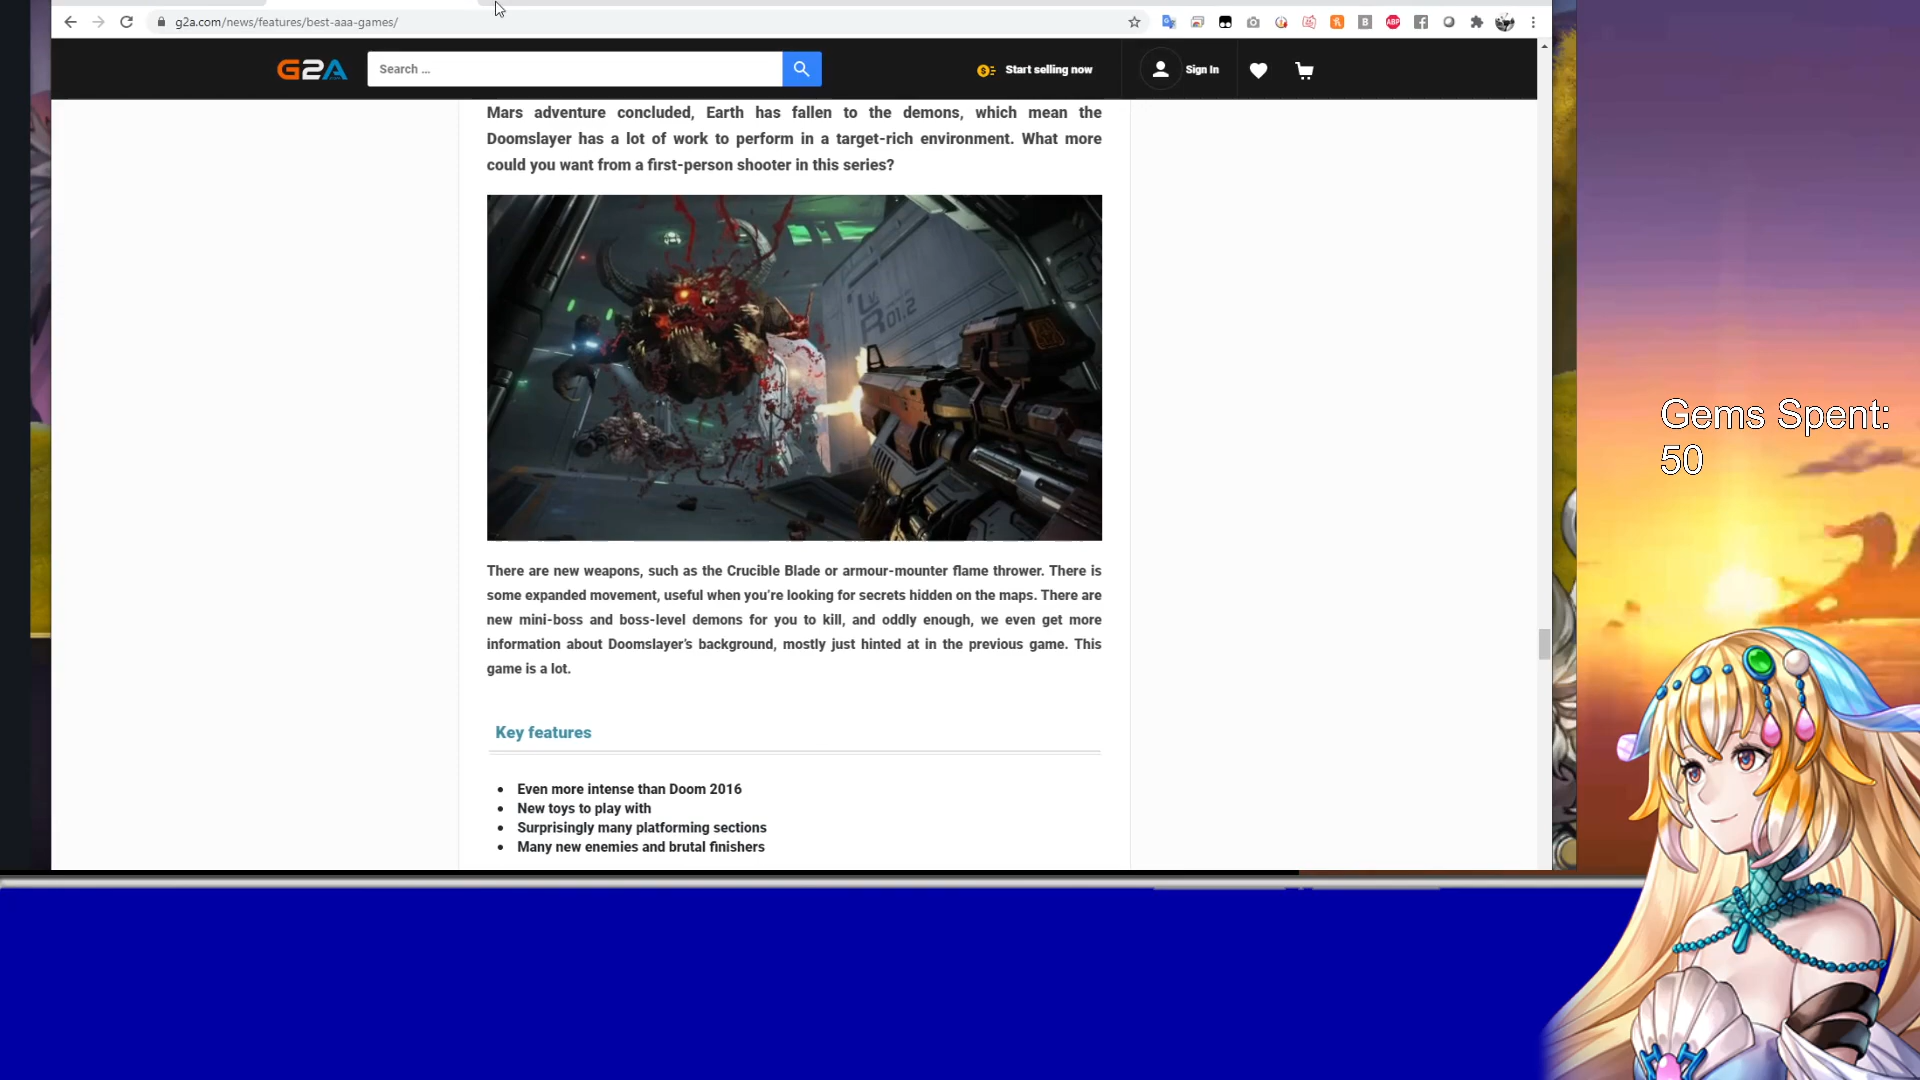 g2a.com/news/features/best-aaa-games/
G2A
Search ...
Start selling now
Sign In
Mars adventure concluded, Earth has fallen to the demons, which mean the
Doomslayer has a lot of work to perform in a target-rich environment. What more
could you want from a first-person shooter in this series?
LV.
R01.2
There are new weapons, such as the Crucible Blade or armour-mounter flame thrower. There is
some expanded movement, useful when you're looking for secrets hidden on the maps. There are
new mini-boss and boss-level demons for you to kill, and oddly enough, we even get more
information about Doomslayer's background, mostly just hinted at in the previous game. This
game is a lot.
Key features
• Even more intense than Doom 2016
• New toys to play with
• Surprisingly many platforming sections
• Many new enemies and brutal finishers
Gems Spent:
50